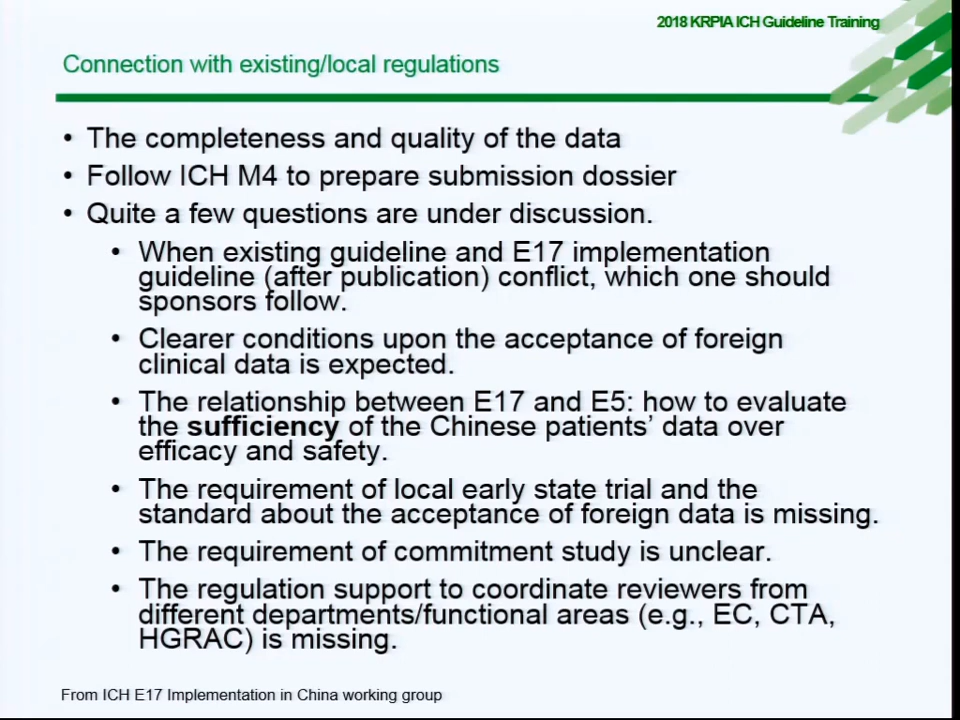 2018 KRPIA ICH Guideline Training
Connection with existing/local regulations
• The completeness and quality of the data
• Follow ICH M4 to prepare submission dossier
• Quite a few questions are under discussion.
• When existing guideline and E17 implementation
guideline (after publication) conflict, which one should
sponsors follow.
• Clearer conditions upon the acceptance of foreign
clinical data is expected.
• The relationship between E17 and E5: how to evaluate
the sufficiency of the Chinese patients’ data over
efficacy and safety.
• The requirement of local early state trial and the
standard about the acceptance of foreign data is missing.
• The requirement of commitment study is unclear.
• The regulation support to coordinate reviewers from
different departments/functional areas (e.g., EC, CTA,
HGRAC) is missing.
From ICH E17 Implementation in China working group